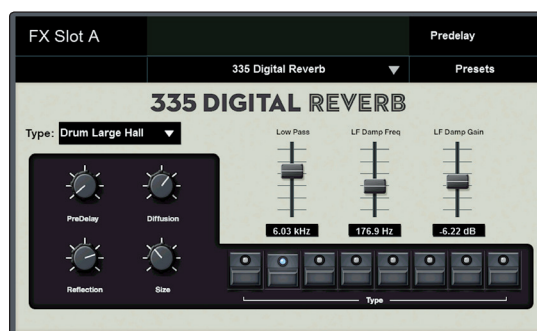 FX Slot A
Predelay
335 Digital Reverb
Presets
335 DIGITAL REVERB
Type: Drum Large Hall
Low Pass
LF Damp Freq
LF Damp Gain
PreDelay
Diffusion
6.03 kHz
176.9 Hz
-6.22 dB
Reflection
Size
Type